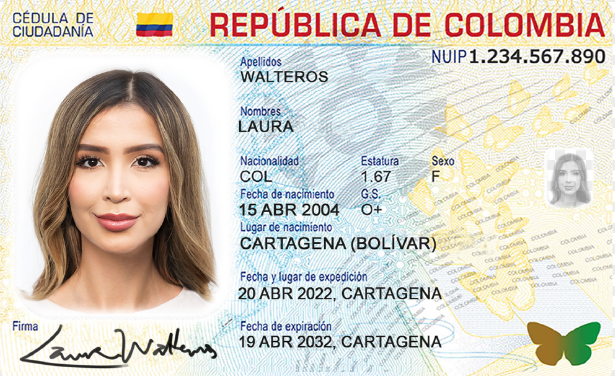 CÉDULA DE
CIUDADANÍA
REPÚBLICA DE COLOMBIA
NUIP 1.234.567.890
Apellidos
WALTEROS
Nombres
LAURA
Nacionalidad Estatura Sexo
COL 1.67 F
Fecha de nacimiento G.S.
15 ABR 2004 O+
Lugar de nacimiento
CARTAGENA (BOLÍVAR)
Fecha y lugar de expedición
20 ABR 2022, CARTAGENA
Fecha de expiración
19 ABR 2032, CARTAGENA
Firma
Laura Walteros
COLOMBIA